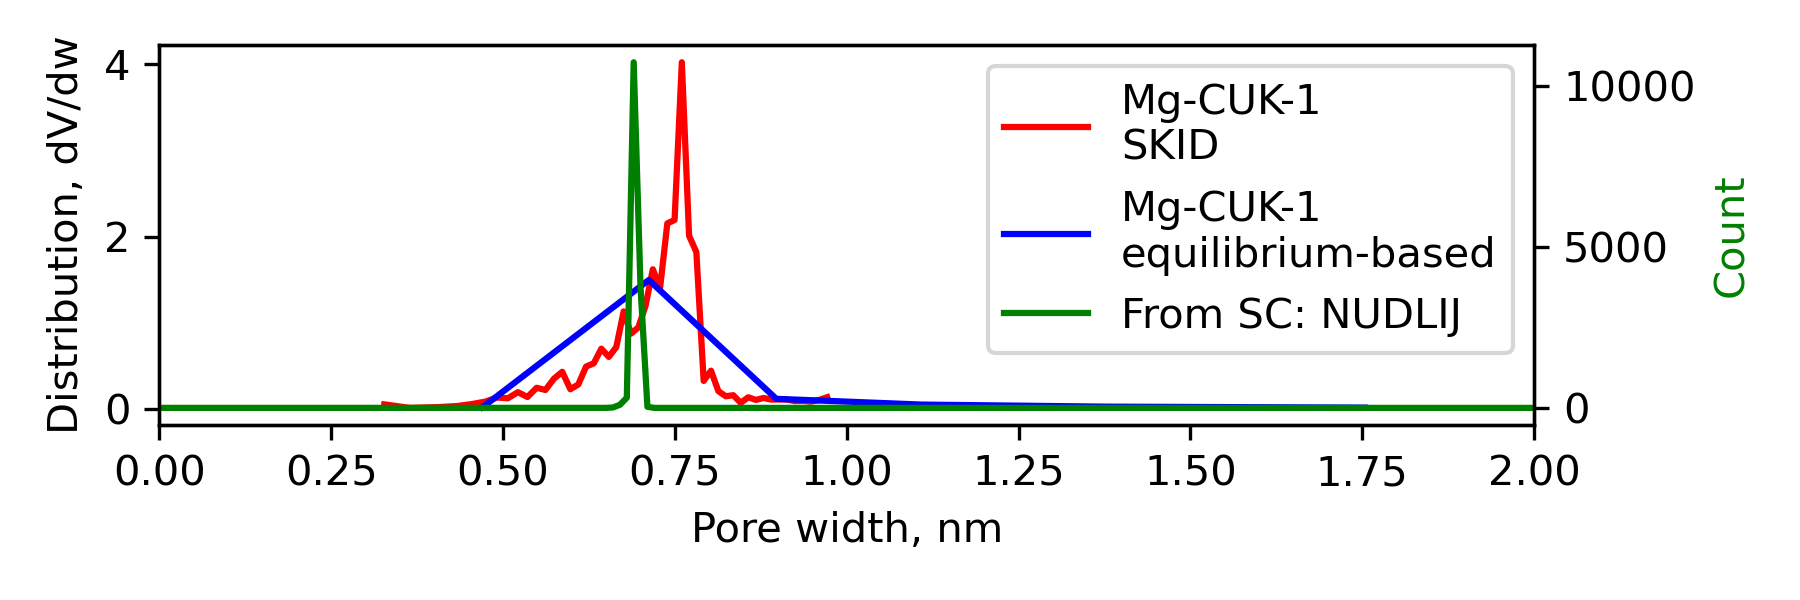 Distribution, dV/dw
4
2
0
0.00 0.25 0.50 0.75 1.00 1.25 1.50 1.75 2.00
Pore width, nm
Mg-CUK-1
SKID
Mg-CUK-1
equilibrium-based
From SC: NUDLIJ
10000
5000
0
Count